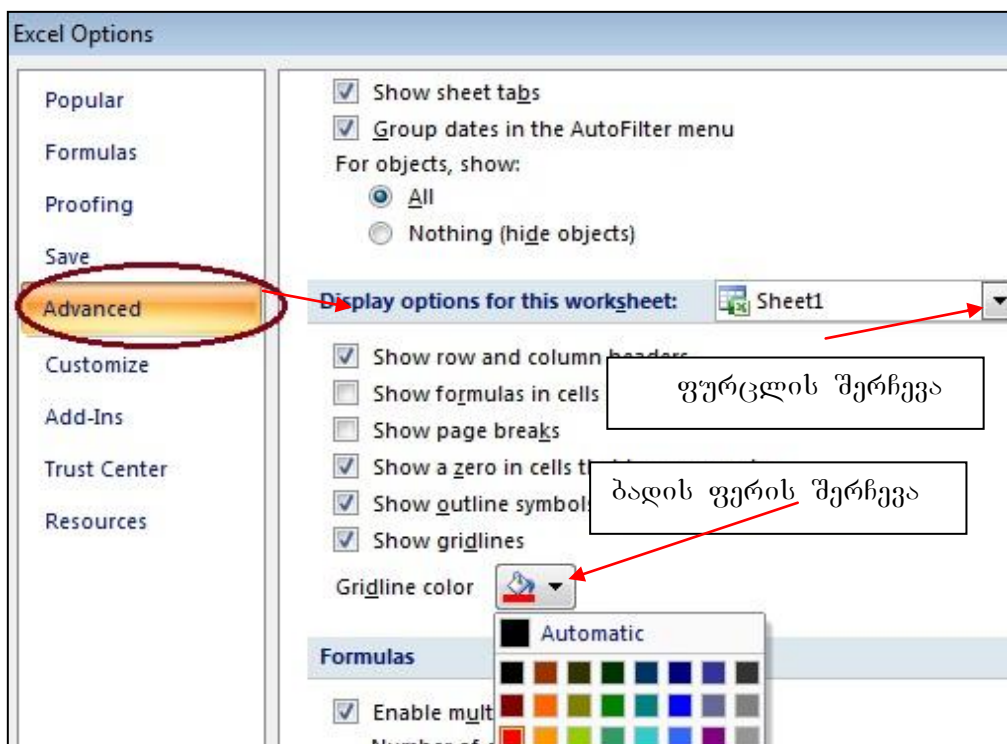 Excel Options
Popular
Formulas
Proofing
Save
Advanced
Customize
Add-Ins
Trust Center
Resources
Show sheet tabs
Group dates in the AutoFilter menu
For objects, show:
All
Nothing (hide objects)
Display options for this worksheet:
Sheet1
Show row and column headers
ფურცლის შერჩევა
Show formulas in cells
Show page breaks
Show a zero in cells
ბადის ფერის შერჩევა
Show outline symbols
Show gridlines
Gridline color
Automatic
Formulas
Enable
Number of